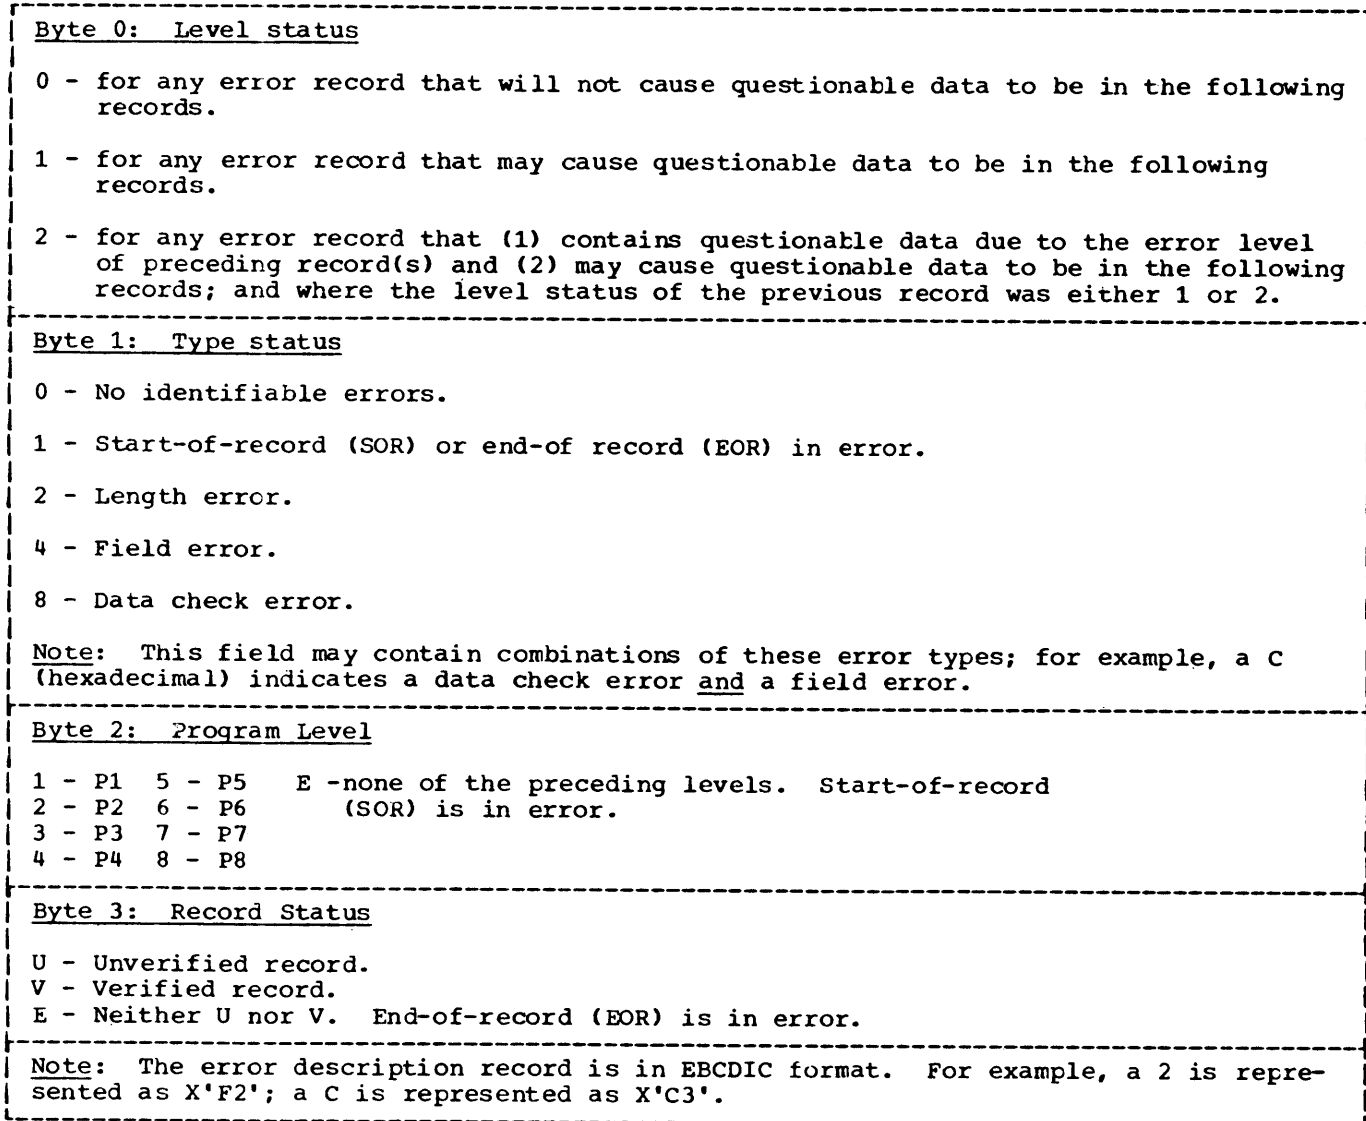 Byte 0: Level status
0 - for any error record that will not cause questionable data to be in the following
records.
1 - for any error record that may cause questionable data to be in the following
records.
2 - for any error record that (1) contains questionable data due to the error level
of preceding record(s) and (2) may cause questionable data to be in the following
records; and where the level status of the previous record was either 1 or 2.
Byte 1: Type status
0 - No identifiable errors.
1 - Start-of-record (SOR) or end-of record (EOR) in error.
2 - Length error.
4 - Field error.
8 - Data check error.
Note: This field may contain combinations of these error types; for example, a C
(hexadecimal) indicates a data check error and a field error.
Byte 2: Program Level
1 - P1 5 - P5 E -none of the preceding levels. Start-of-record
2 - P2 6 - P6 (SOR) is in error.
3 - P3 7 - P7
4 - P4 8 - P8
Byte 3: Record Status
U - Unverified record.
V - Verified record.
E - Neither U nor V. End-of-record (EOR) is in error.
Note: The error description record is in EBCDIC format. For example, a 2 is repre-
sented as X'F2'; a C is represented as X'C3'.